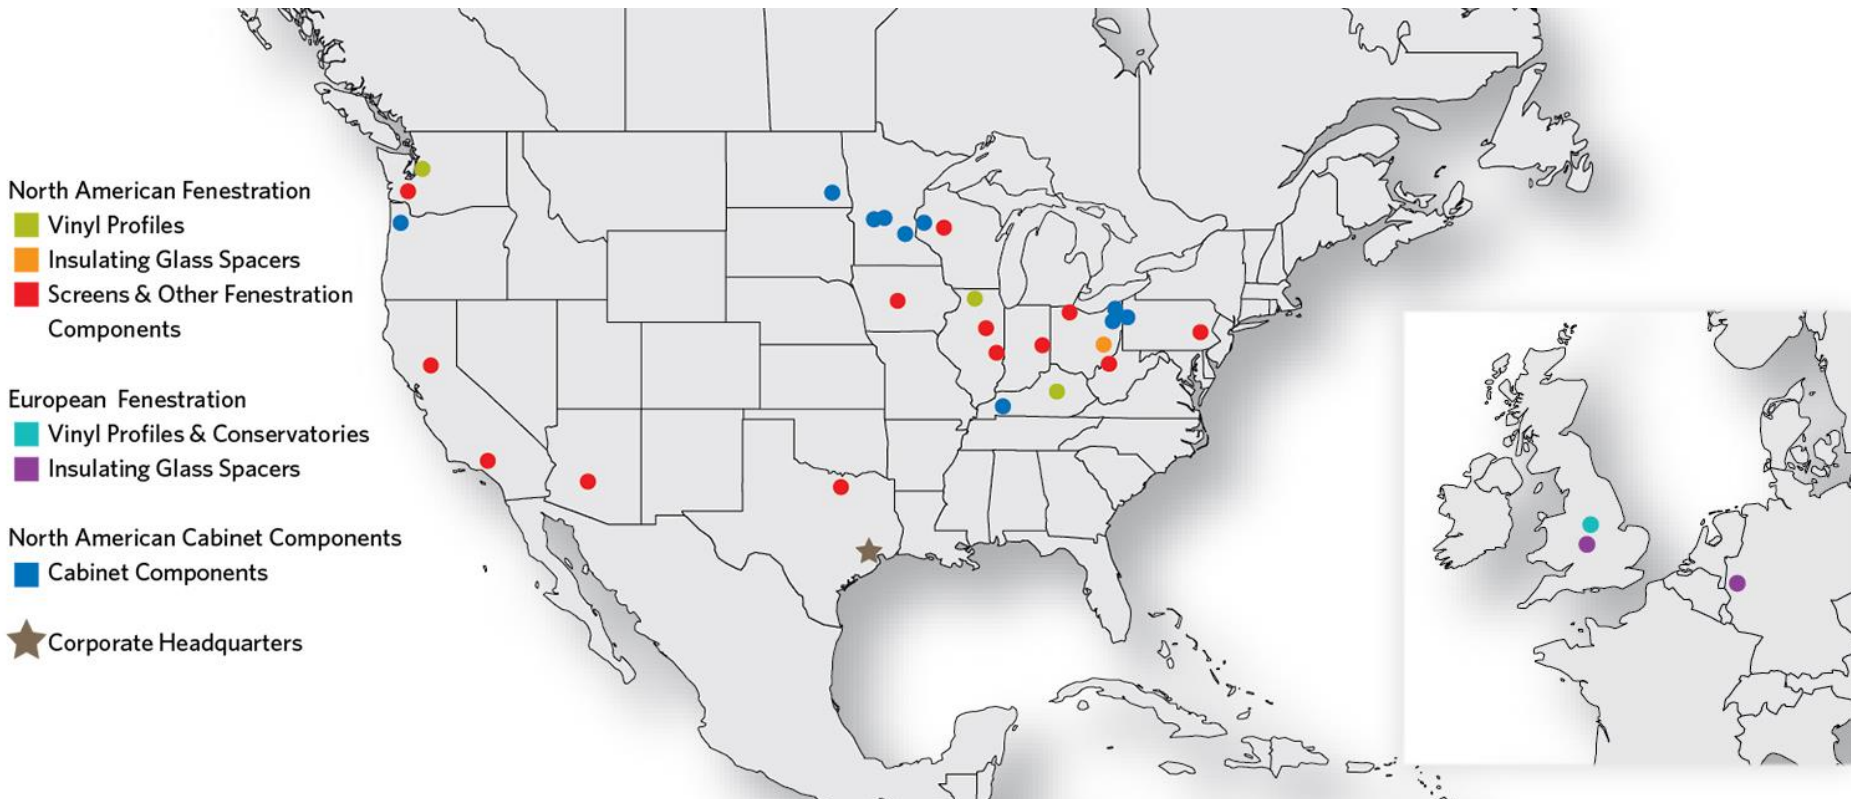 North American Fenestration
Vinyl Profiles
Insulating Glass Spacers
Screens & Other Fenestration
Components
European Fenestration
Vinyl Profiles & Conservatories
Insulating Glass Spacers
North American Cabinet Components
Cabinet Components
Corporate Headquarters